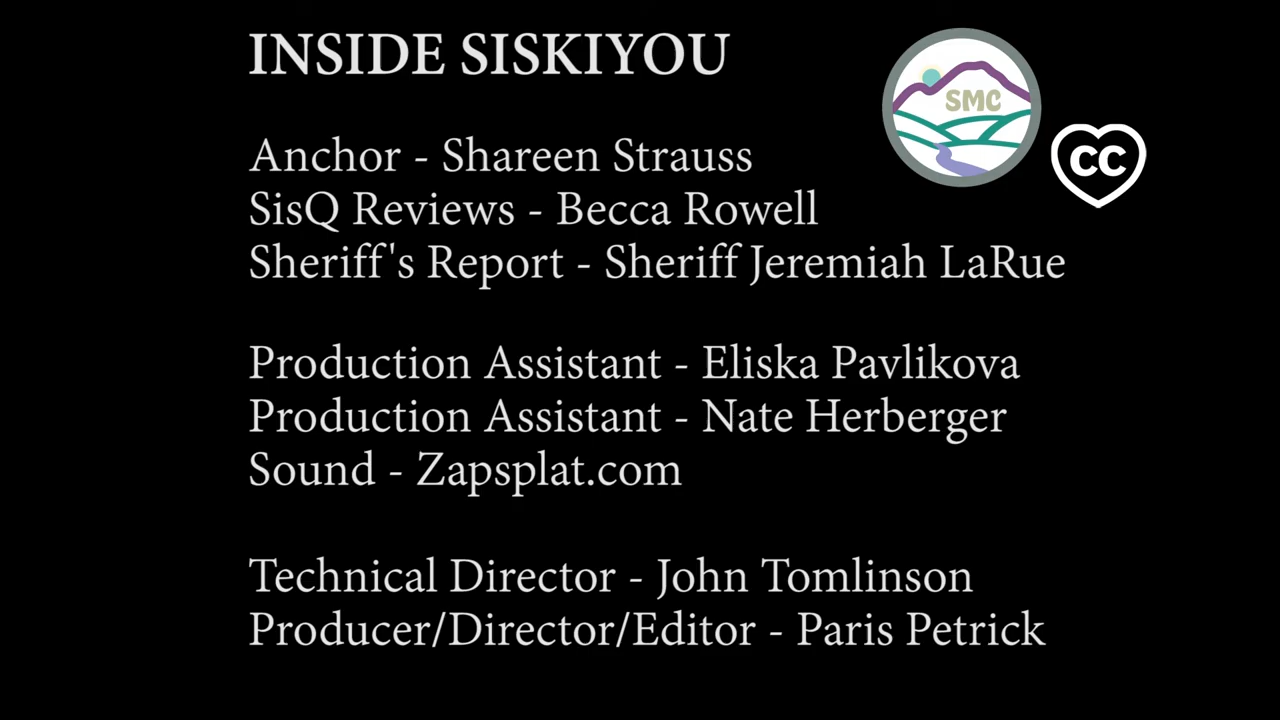 INSIDE SISKIYOU
SMC
CC
Anchor - Shareen Strauss
SisQ Reviews - Becca Rowell
Sheriff's Report - Sheriff Jeremiah LaRue
Production Assistant - Eliska Pavlikova
Production Assistant - Nate Herberger
Sound - Zapsplat.com
Technical Director - John Tomlinson
Producer/Director/Editor - Paris Petrick